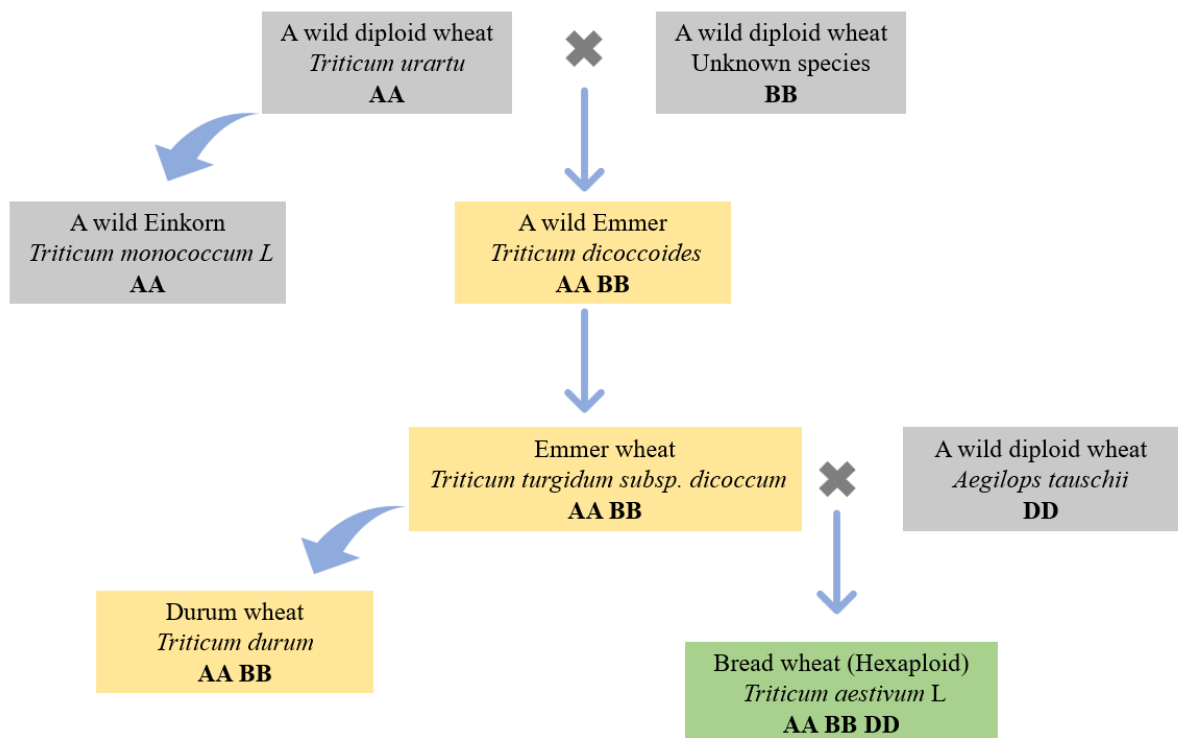 A wild diploid wheat
Triticum urartu
AA
A wild diploid wheat
Unknown species
BB
A wild Einkorn
Triticum monococcum L
AA
A wild Emmer
Triticum dicoccoides
AA BB
Emmer wheat
Triticum turgidum subsp. dicoccum
AA BB
A wild diploid wheat
Aegilops tauschii
DD
Durum wheat
Triticum durum
AA BB
Bread wheat (Hexaploid)
Triticum aestivum L
AA BB DD